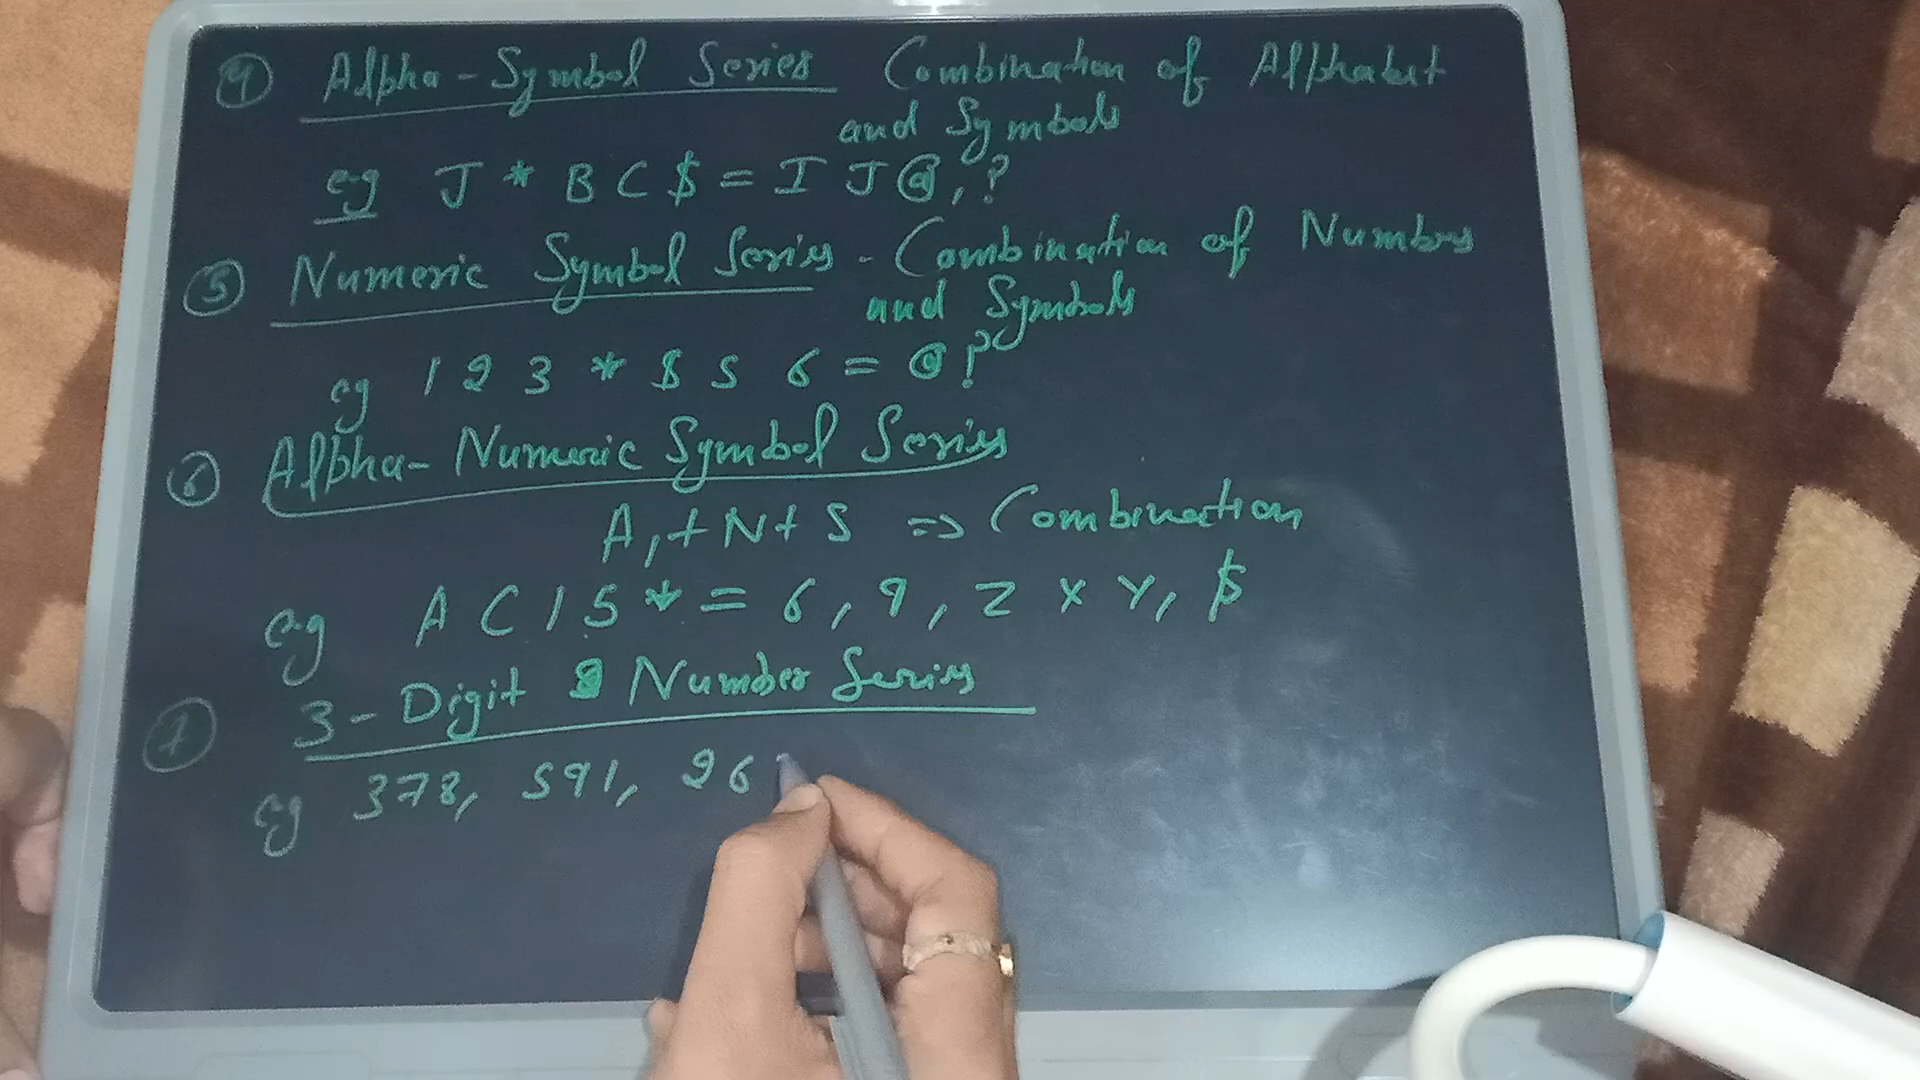 ④ Alpha-Symbol Series Combination of Alphabet
and Symbols
eg J * B C $ = I J @, ?
⑤ Numeric Symbol Series - Combination of Numbers
and Symbols
eg 1 2 3 * $ 5 6 = @ ?
⑥ Alpha-Numeric Symbol Series
A, + N + S => Combination
eg A C 1 5 * = 6, 9, Z X Y, $
⑦ 3-Digit Number Series
eg 378, 591, 26